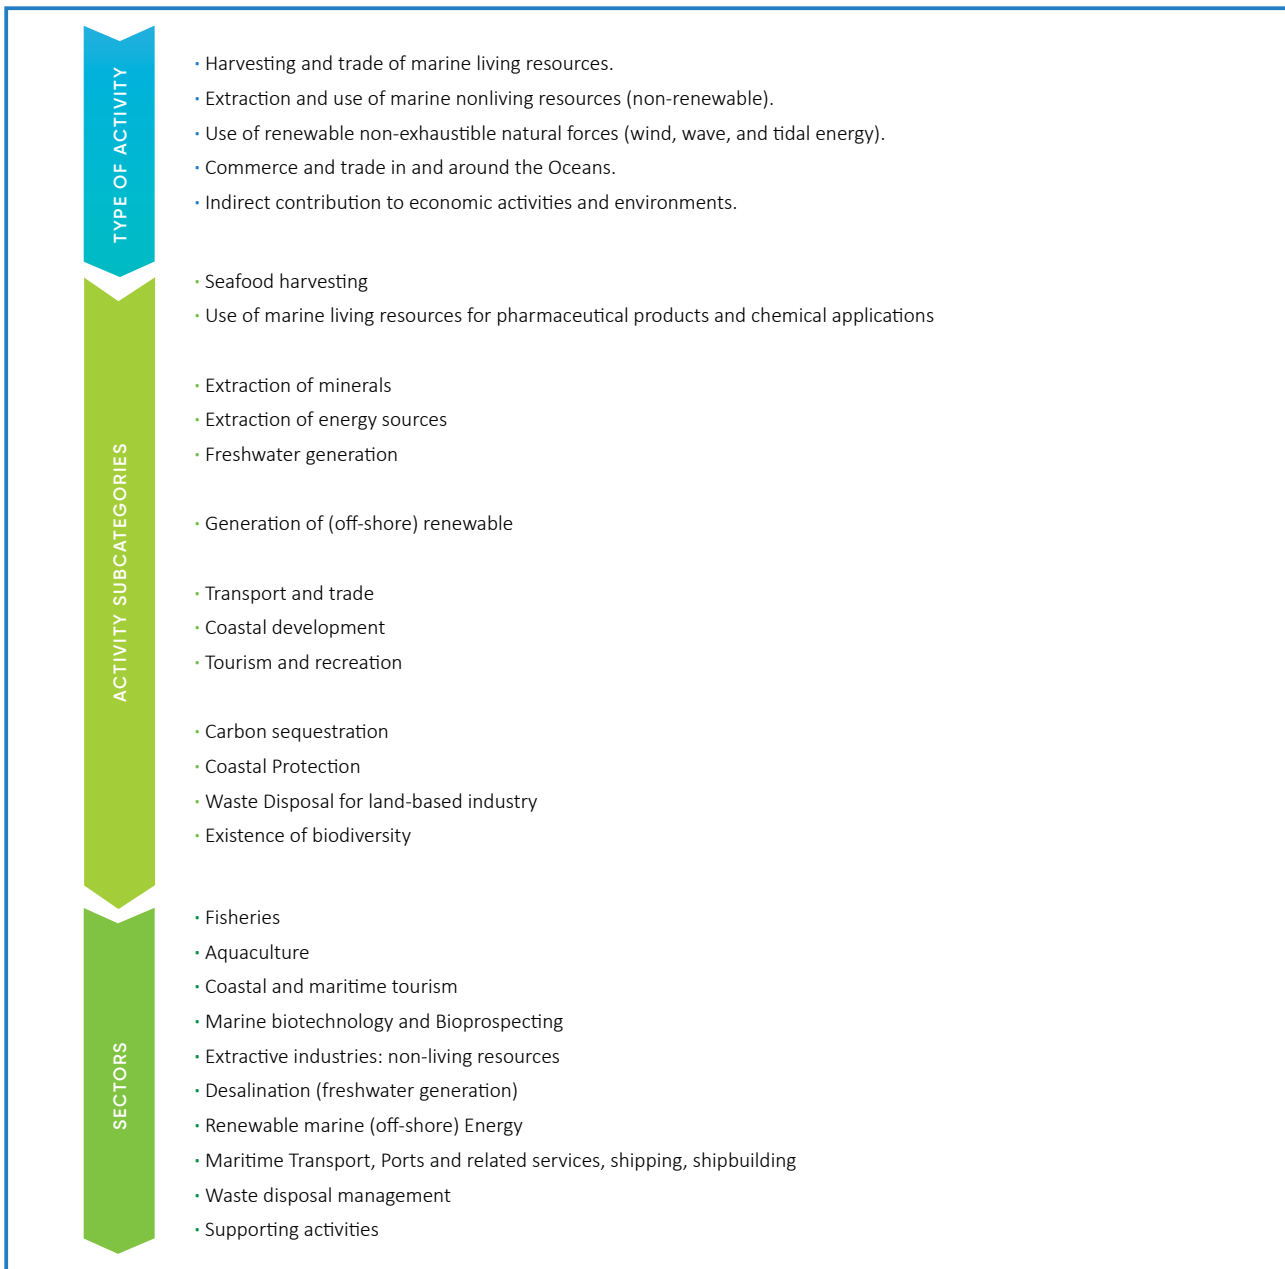 TYPE OF ACTIVITY
· Harvesting and trade of marine living resources.
· Extraction and use of marine nonliving resources (non-renewable).
· Use of renewable non-exhaustible natural forces (wind, wave, and tidal energy).
· Commerce and trade in and around the Oceans.
· Indirect contribution to economic activities and environments.
ACTIVITY SUBCATEGORIES
· Seafood harvesting
· Use of marine living resources for pharmaceutical products and chemical applications
· Extraction of minerals
· Extraction of energy sources
· Freshwater generation
· Generation of (off-shore) renewable
· Transport and trade
· Coastal development
· Tourism and recreation
· Carbon sequestration
· Coastal Protection
· Waste Disposal for land-based industry
· Existence of biodiversity
SECTORS
· Fisheries
· Aquaculture
· Coastal and maritime tourism
· Marine biotechnology and Bioprospecting
· Extractive industries: non-living resources
· Desalination (freshwater generation)
· Renewable marine (off-shore) Energy
· Maritime Transport, Ports and related services, shipping, shipbuilding
· Waste disposal management
· Supporting activities